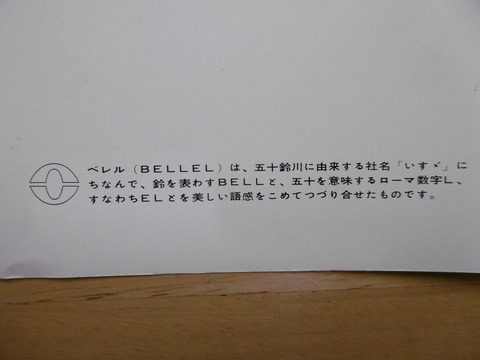 ベレル（ＢＥＬＬＥＬ）は、五十鈴川に由来する社名「いすゞ」に
ちなんで、鈴を表わすＢＥＬＬと、五十を意味するローマ数字Ｌ、
すなわちＥＬとを美しい語感をこめてつづり合せたものです。